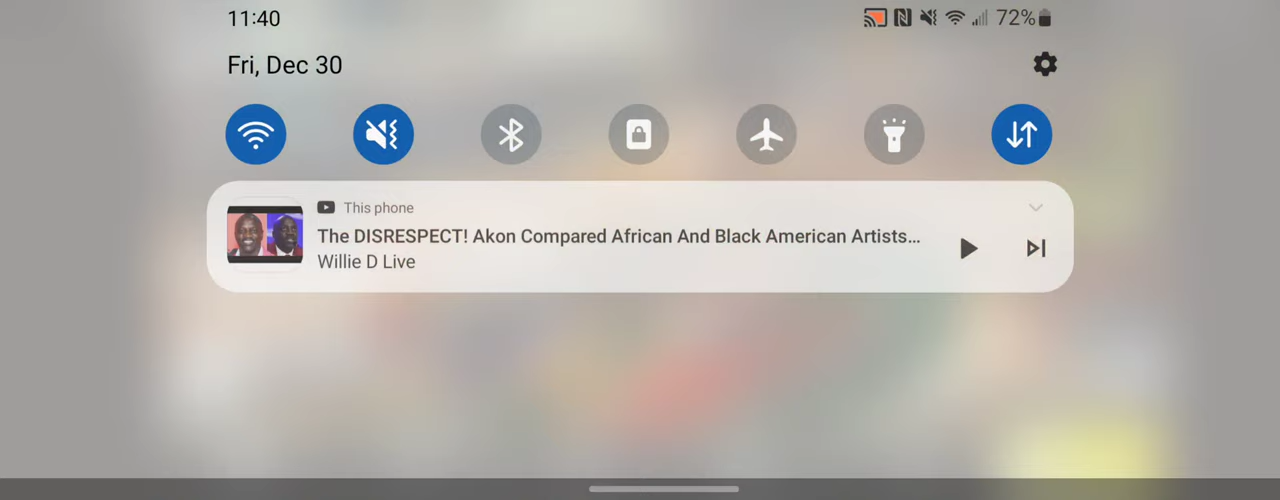 11:40
72%
Fri, Dec 30
This phone
The DISRESPECT! Akon Compared African And Black American Artists...
Willie D Live